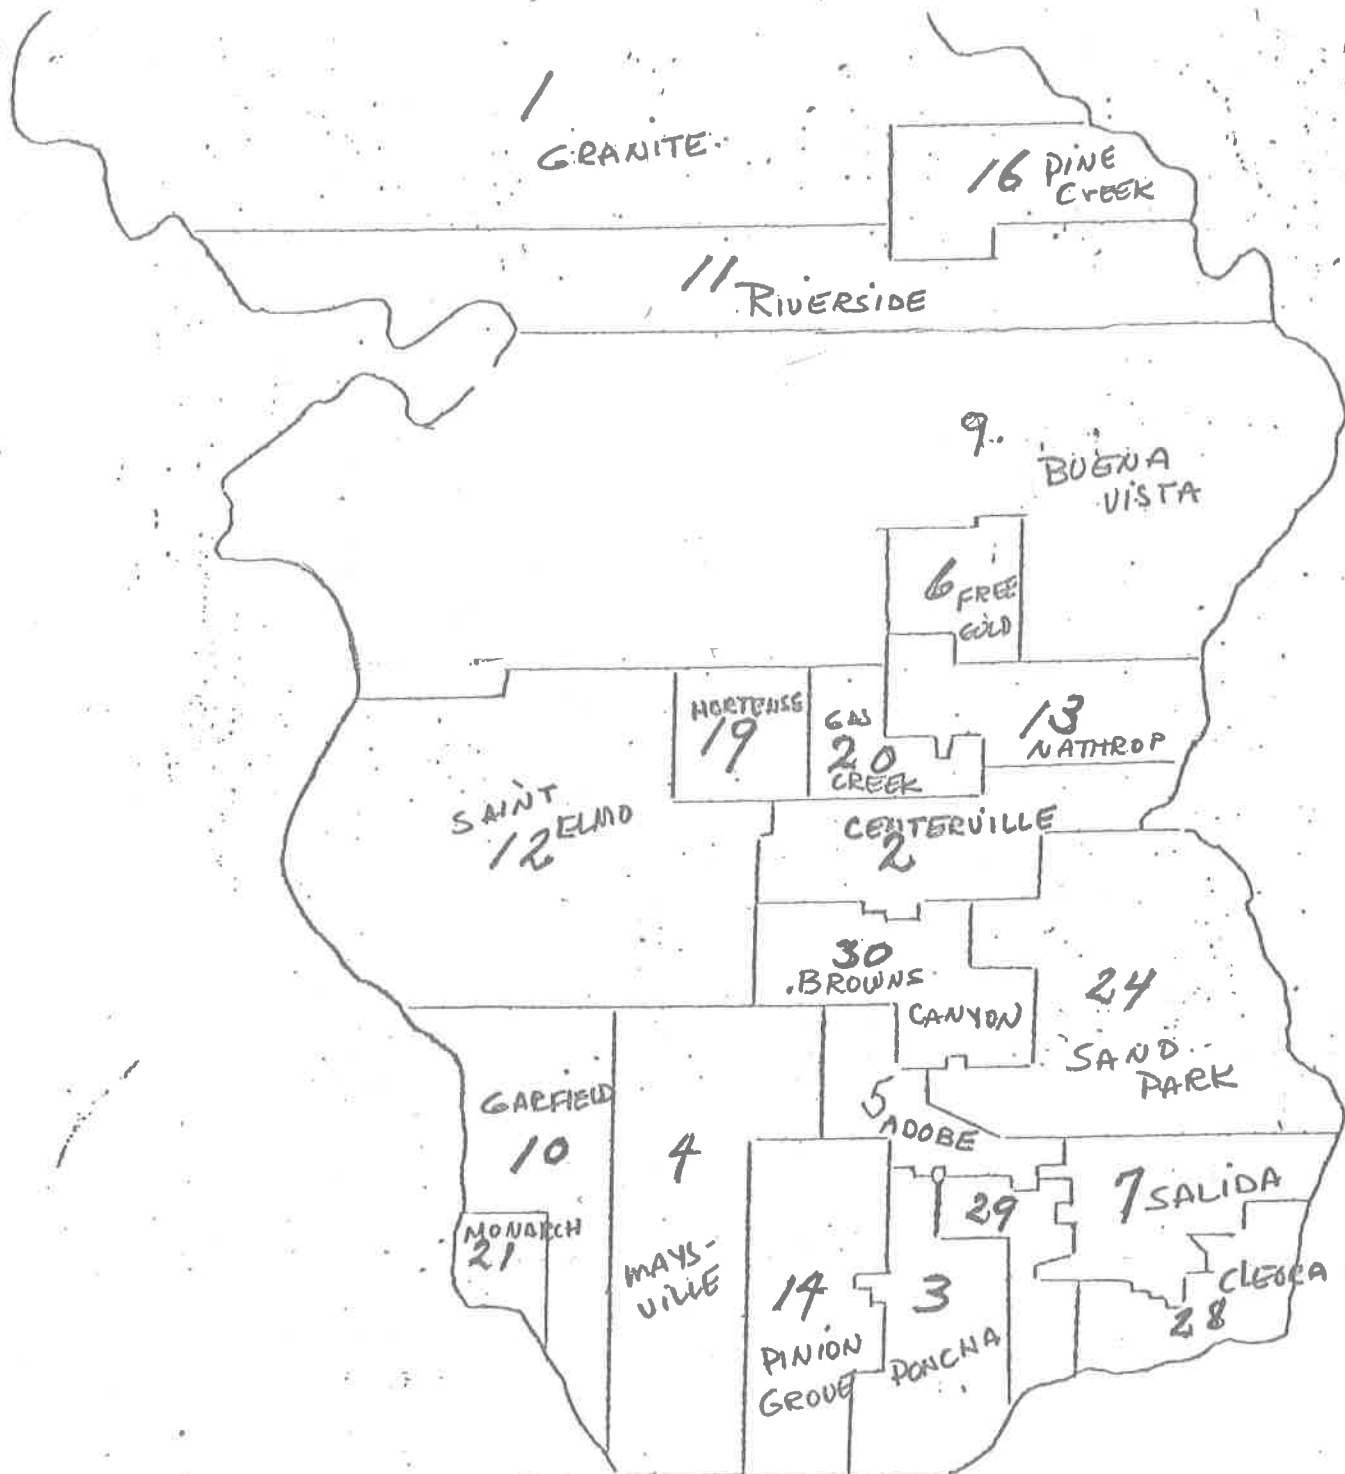 1
GRANITE
16 PINE
CrEEK
11 RIVERSIDE
9.
BUENA
VISTA
6 FREE
GOLD
HORTENSE
19
GAS
20
CREEK
13
NATHROP
SAINT
12 ELMO
CENTERVILLE
2
30
BROWNS
CANYON
24
SAND
PARK
GARFIELD
10
4
MAYS-
VILLE
5
ADOBE
29
7 SALIDA
MONARCH
21
14
PINION
GROVE
3
PONCHA
CLEORA
28